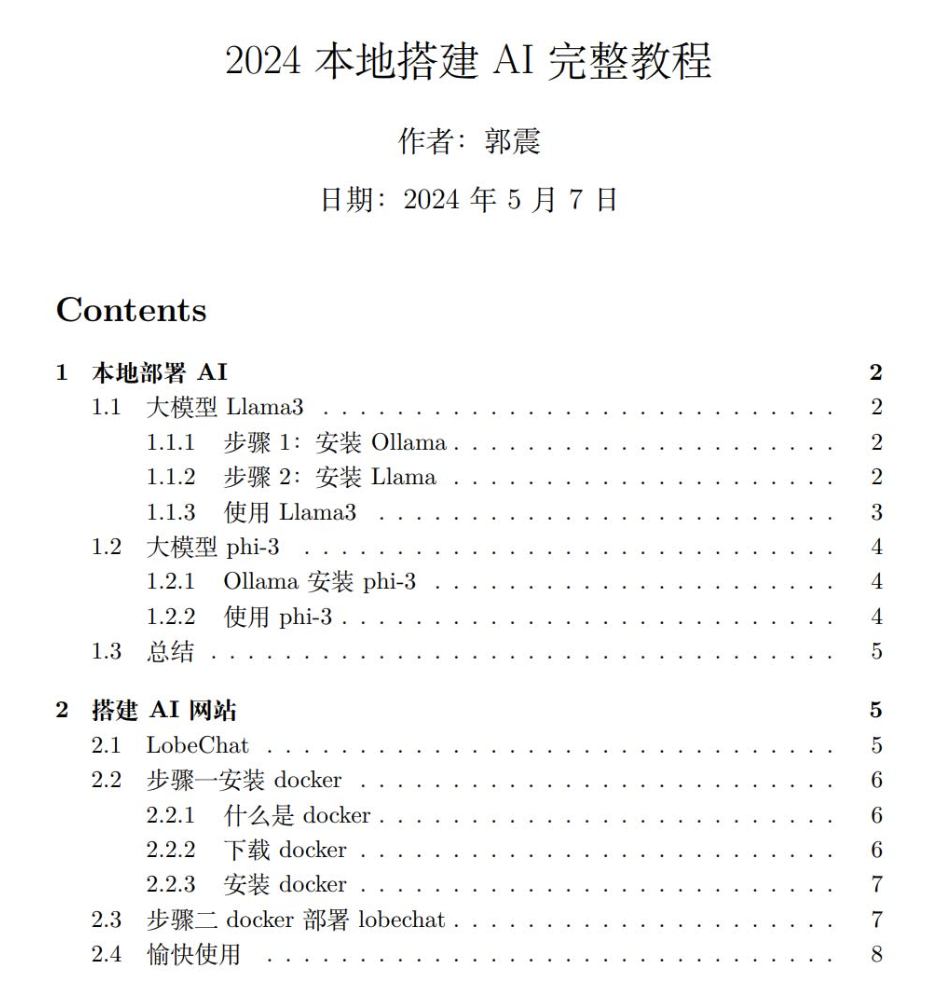 2024 本地搭建 AI 完整教程
作者：郭震
日期：2024 年 5 月 7 日
Contents
1 本地部署 AI 2
1.1 大模型 Llama3 . . . . . . . . . . . . . . . . . . . . . . . . . . . . 2
1.1.1 步骤 1：安装 Ollama . . . . . . . . . . . . . . . . . . . . . 2
1.1.2 步骤 2：安装 Llama . . . . . . . . . . . . . . . . . . . . . 2
1.1.3 使用 Llama3 . . . . . . . . . . . . . . . . . . . . . . . . . 3
1.2 大模型 phi-3 . . . . . . . . . . . . . . . . . . . . . . . . . . . . . 4
1.2.1 Ollama 安装 phi-3 . . . . . . . . . . . . . . . . . . . . . . 4
1.2.2 使用 phi-3 . . . . . . . . . . . . . . . . . . . . . . . . . . . 4
1.3 总结 . . . . . . . . . . . . . . . . . . . . . . . . . . . . . . . . . . 5
2 搭建 AI 网站 5
2.1 LobeChat . . . . . . . . . . . . . . . . . . . . . . . . . . . . . . . 5
2.2 步骤一安装 docker . . . . . . . . . . . . . . . . . . . . . . . . . . 6
2.2.1 什么是 docker . . . . . . . . . . . . . . . . . . . . . . . . . 6
2.2.2 下载 docker . . . . . . . . . . . . . . . . . . . . . . . . . . 6
2.2.3 安装 docker . . . . . . . . . . . . . . . . . . . . . . . . . . 7
2.3 步骤二 docker 部署 lobechat . . . . . . . . . . . . . . . . . . . . . 7
2.4 愉快使用 . . . . . . . . . . . . . . . . . . . . . . . . . . . . . . . 8